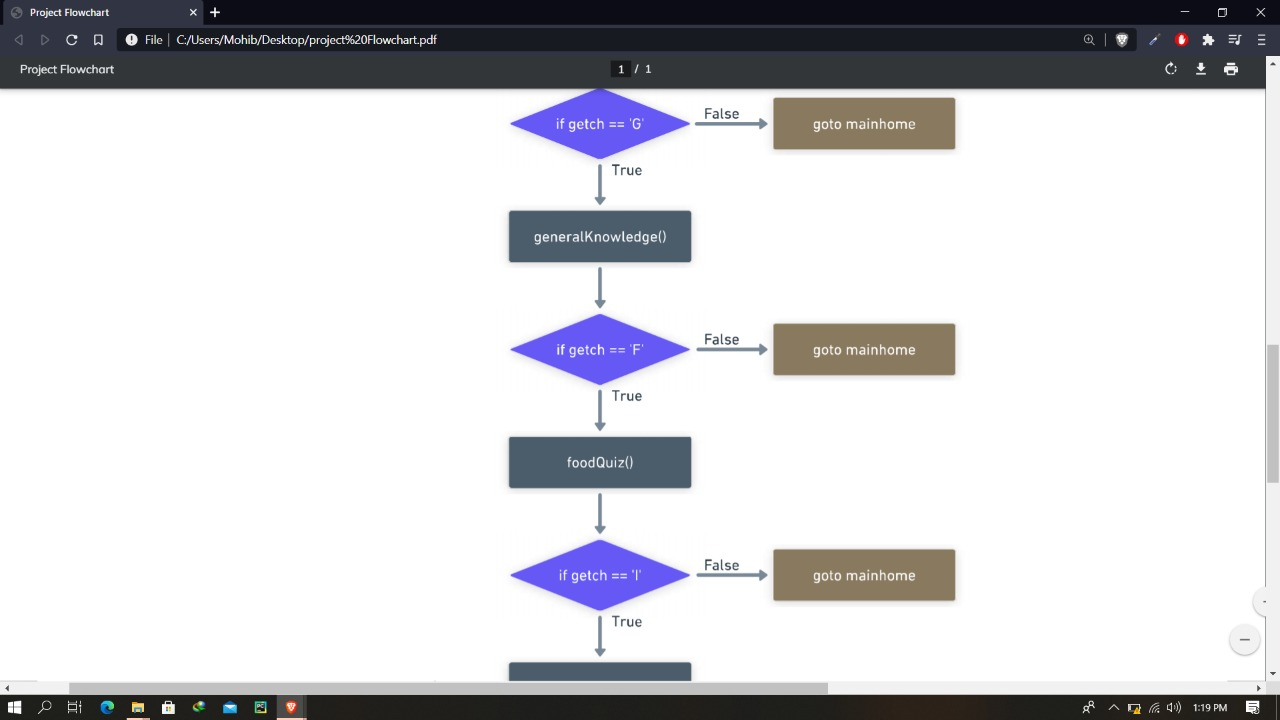 Project Flowchart
File
C:/Users/Mohib/Desktop/project%20Flowchart.pdf
Project Flowchart
1 / 1
if getch == 'G'
False
goto mainhome
True
generalKnowledge()
if getch == 'F'
False
goto mainhome
True
foodQuiz()
if getch == 'I'
False
goto mainhome
True
1:19 PM